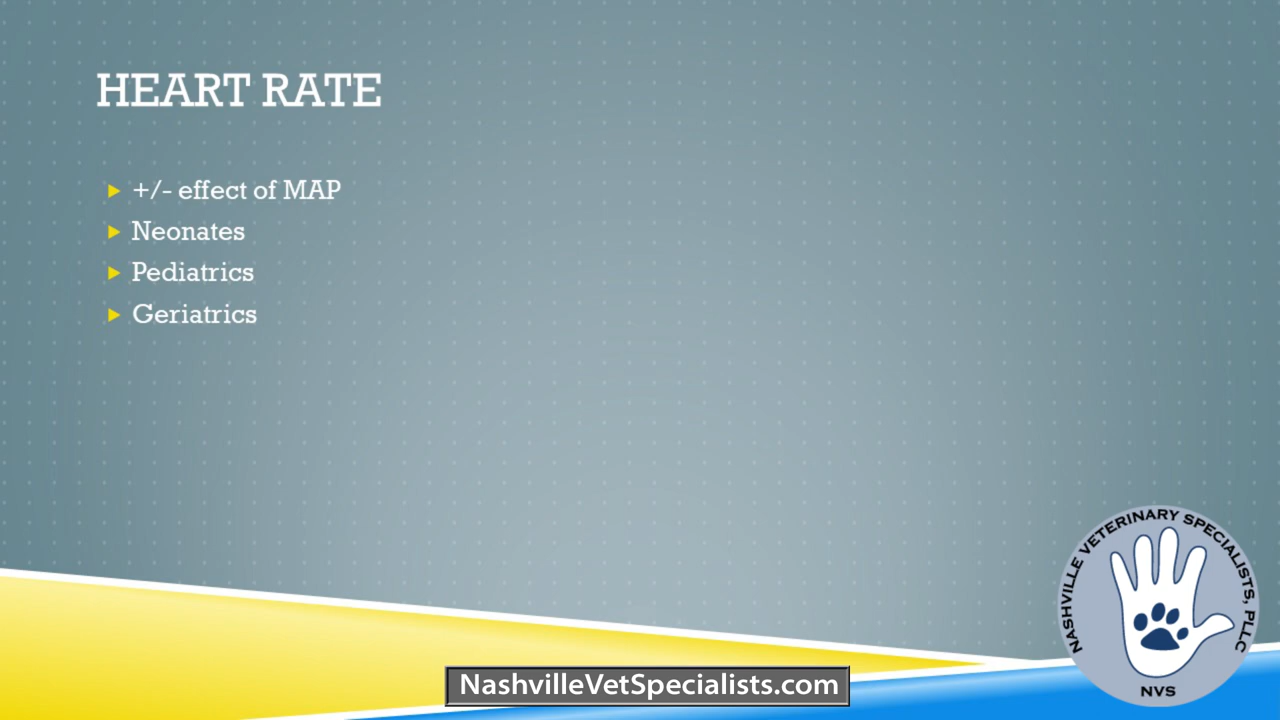 HEART RATE
+/- effect of MAP
Neonates
Pediatrics
Geriatrics
NASHVILLE VETERINARY SPECIALISTS, PLLC
NVS
NashvilleVetSpecialists.com